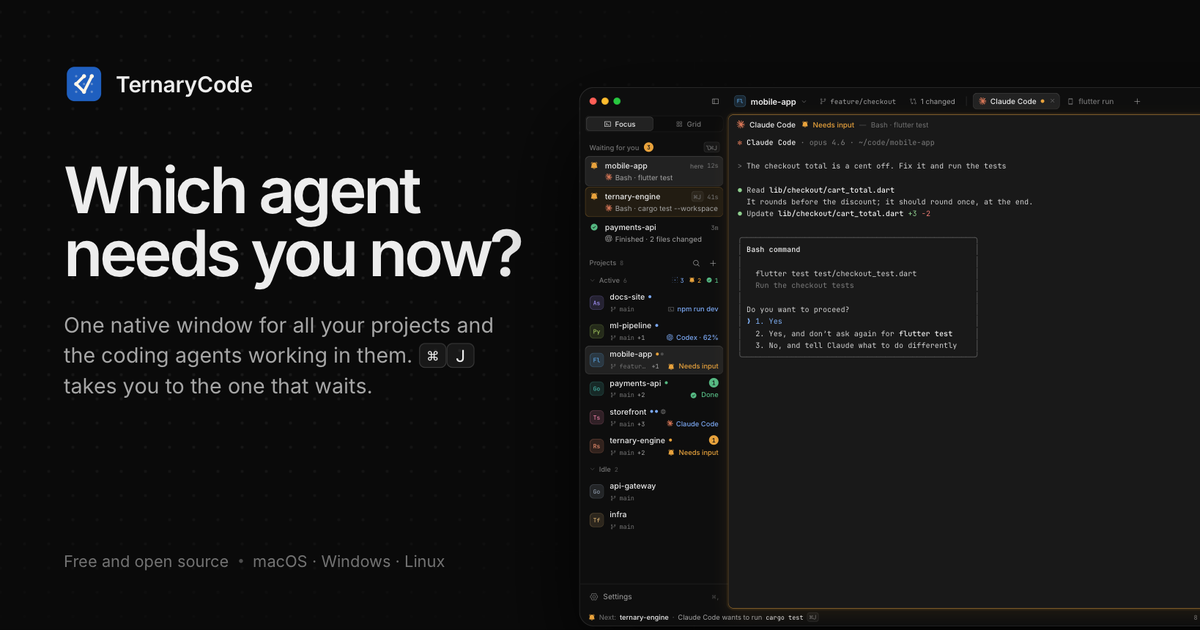 TernaryCode
Which agent
needs you now?
One native window for all your projects and
the coding agents working in them. ⌘ J
takes you to the one that waits.
Free and open source • macOS · Windows · Linux
Fl mobile-app feature/checkout 1 changed Claude Code × flutter run +
Focus Grid
Waiting for you 3
mobile-app here 12s
Bash · flutter test
ternary-engine ⌘J 41s
Bash · cargo test --workspace
payments-api 3m
Finished · 2 files changed
Projects 8 +
Active 6 3 2 1
As docs-site
main npm run dev
Py ml-pipeline
main +1 Codex · 62%
Fl mobile-app
featur… +1 Needs input
Go payments-api 1
main +2 Done
Ts storefront
main +3 Claude Code
Rs ternary-engine 1
main +2 Needs input
Idle 2
Go api-gateway
main
Tf infra
main
Settings
Claude Code Needs input — Bash · flutter test
Claude Code · opus 4.6 · ~/code/mobile-app
> The checkout total is a cent off. Fix it and run the tests
Read lib/checkout/cart_total.dart
It rounds before the discount; it should round once, at the end.
Update lib/checkout/cart_total.dart +3 -2
Bash command
flutter test test/checkout_test.dart
Run the checkout tests
Do you want to proceed?
❯ 1. Yes
2. Yes, and don't ask again for flutter test
3. No, and tell Claude what to do differently
Next: ternary-engine · Claude Code wants to run cargo test ⌘J